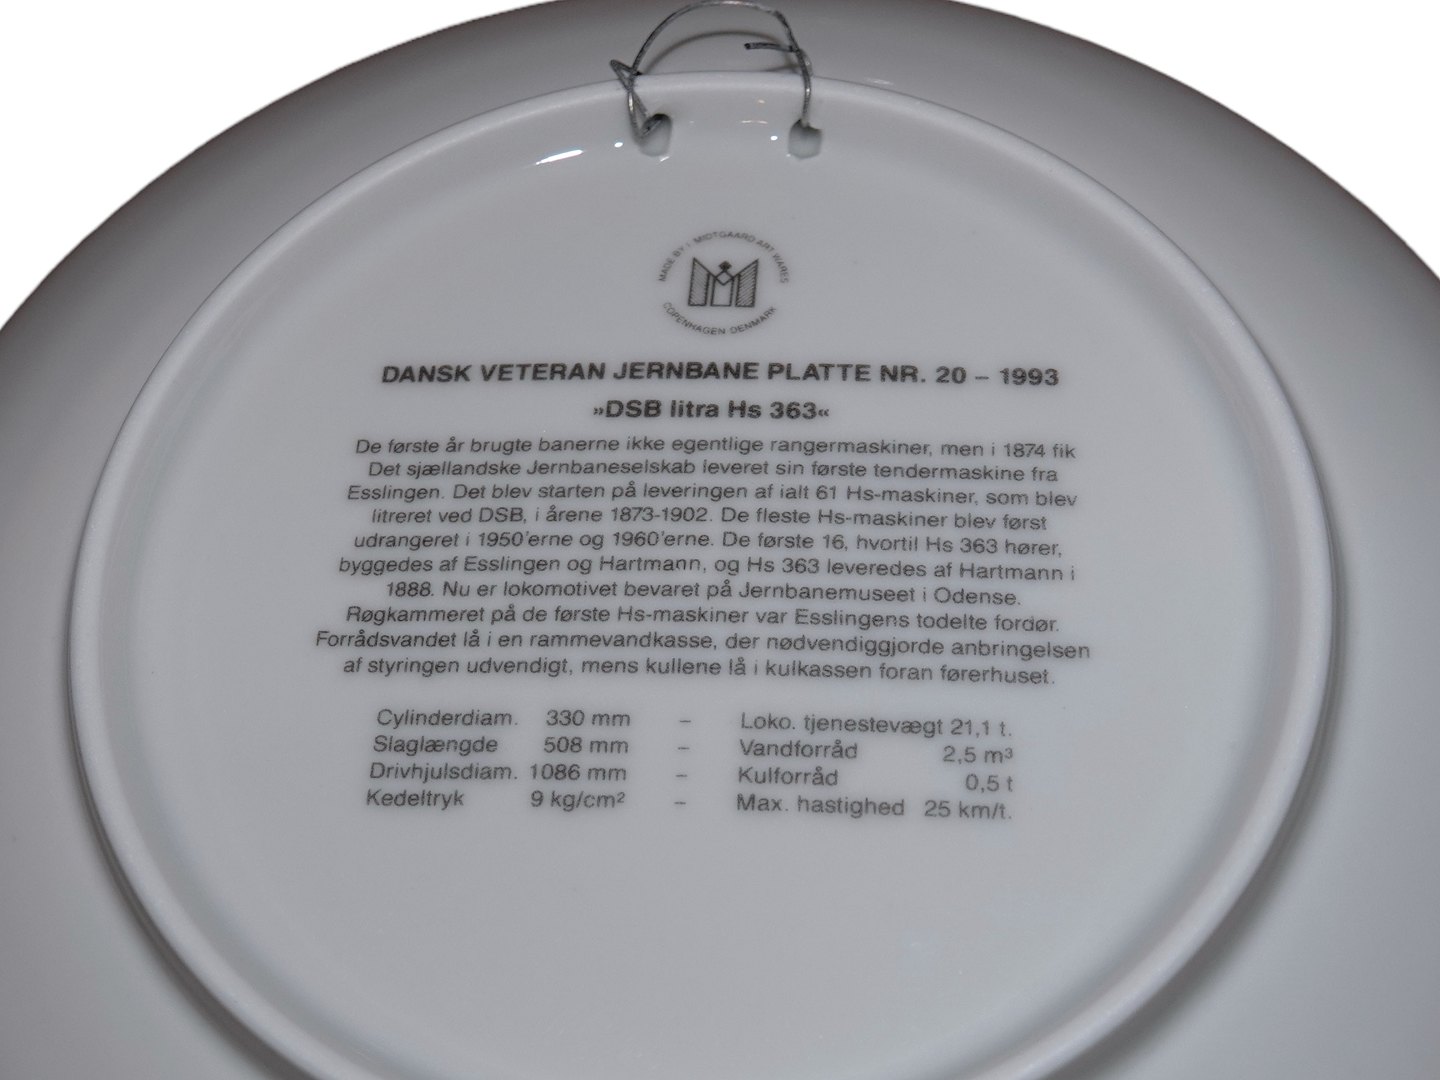 MADE BY: MIDTGAARD ART WARES
COPENHAGEN DENMARK
DANSK VETERAN JERNBANE PLATTE NR. 20 – 1993
»DSB litra Hs 363«
De første år brugte banerne ikke egentlige rangermaskiner, men i 1874 fik
Det sjællandske Jernbaneselskab leveret sin første tendermaskine fra
Esslingen. Det blev starten på leveringen af ialt 61 Hs-maskiner, som blev
litreret ved DSB, i årene 1873-1902. De fleste Hs-maskiner blev først
udrangeret i 1950'erne og 1960'erne. De første 16, hvortil Hs 363 hører,
byggedes af Esslingen og Hartmann, og Hs 363 leveredes af Hartmann i
1888. Nu er lokomotivet bevaret på Jernbanemuseet i Odense.
Røgkammeret på de første Hs-maskiner var Esslingens todelte fordør.
Forrådsvandet lå i en rammevandkasse, der nødvendiggjorde anbringelsen
af styringen udvendigt, mens kullene lå i kulkassen foran førerhuset.
Cylinderdiam. 330 mm – Loko. tjenestevægt 21,1 t.
Slaglængde 508 mm – Vandforråd 2,5 m³
Drivhjulsdiam. 1086 mm – Kulforråd 0,5 t
Kedeltryk 9 kg/cm² – Max. hastighed 25 km/t.